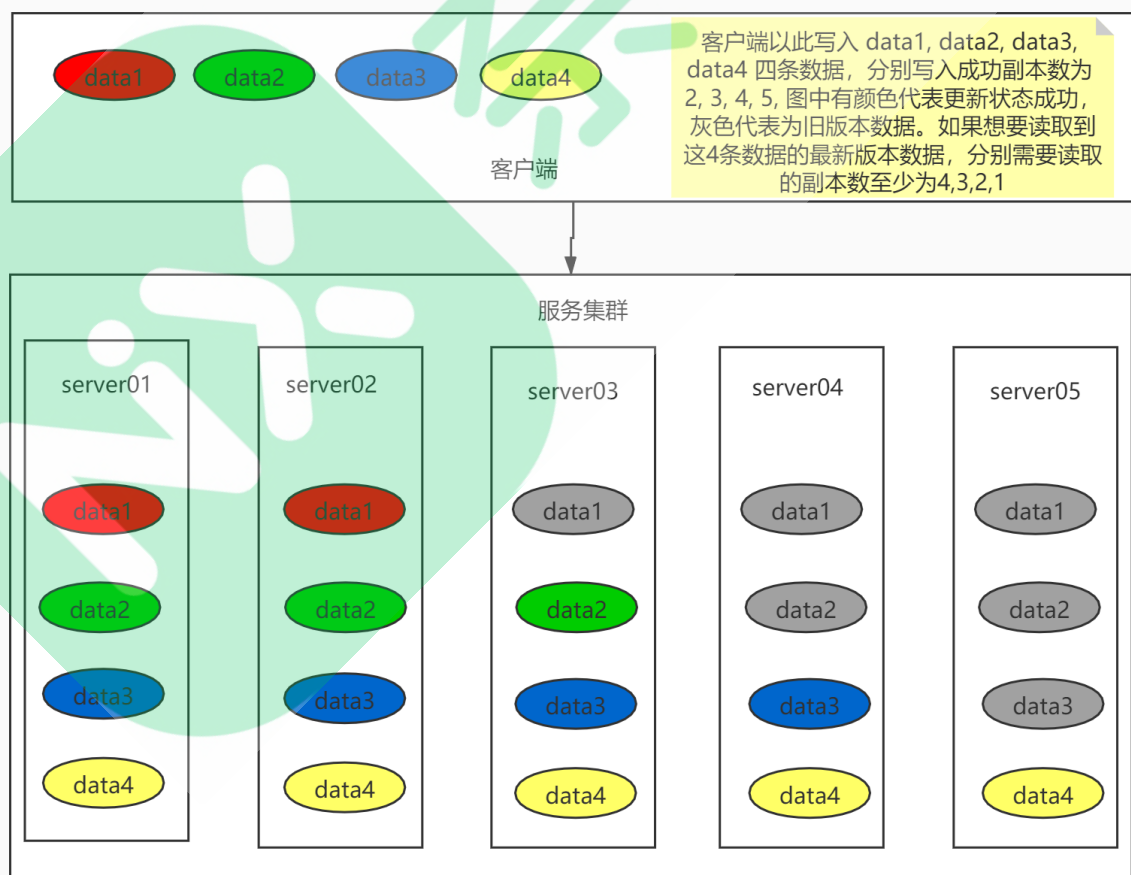 data1 data2 data3 data4
客户端以此写入 data1, data2, data3,
data4 四条数据，分别写入成功副本数为
2, 3, 4, 5, 图中有颜色代表更新状态成功，
灰色代表为旧版本数据。如果想要读取到
这4条数据的最新版本数据，分别需要读取
的副本数至少为4,3,2,1
客户端
服务集群
server01 server02 server03 server04 server05
data1 data1 data1 data1 data1
data2 data2 data2 data2 data2
data3 data3 data3 data3 data3
data4 data4 data4 data4 data4